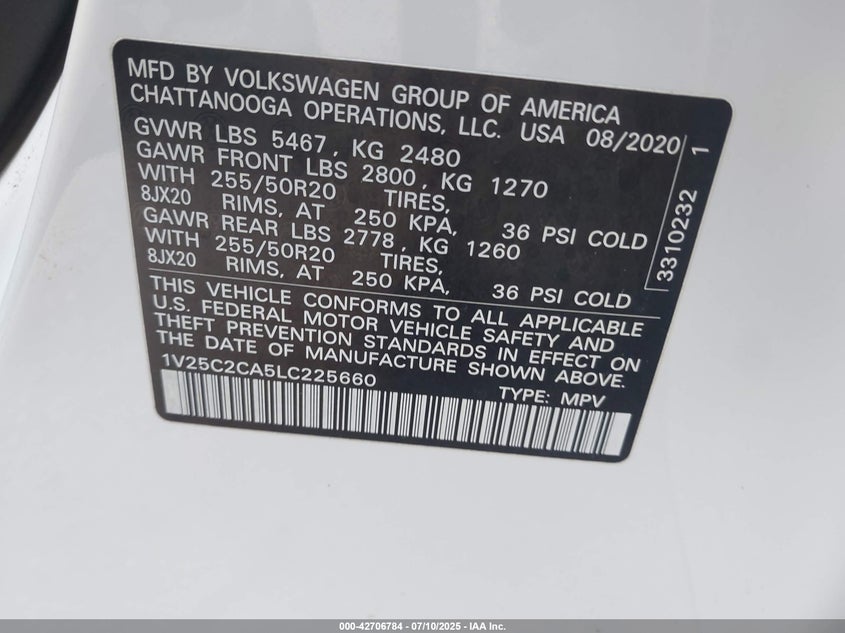 MFD BY VOLKSWAGEN GROUP OF AMERICA
CHATTANOOGA OPERATIONS, LLC. USA 08/2020
GVWR LBS 5467, KG 2480
GAWR FRONT LBS 2800, KG 1270
WITH 255/50R20 TIRES,
8JX20 RIMS, AT 250 KPA, 36 PSI COLD
GAWR REAR LBS 2778, KG 1260
WITH 255/50R20 TIRES,
8JX20 RIMS, AT 250 KPA, 36 PSI COLD
3310232 1
THIS VEHICLE CONFORMS TO ALL APPLICABLE
U.S. FEDERAL MOTOR VEHICLE SAFETY AND
THEFT PREVENTION STANDARDS IN EFFECT ON
THE DATE OF MANUFACTURE SHOWN ABOVE.
1V25C2CA5LC225660
TYPE: MPV
000-42706784 - 07/10/2025 - IAA Inc.